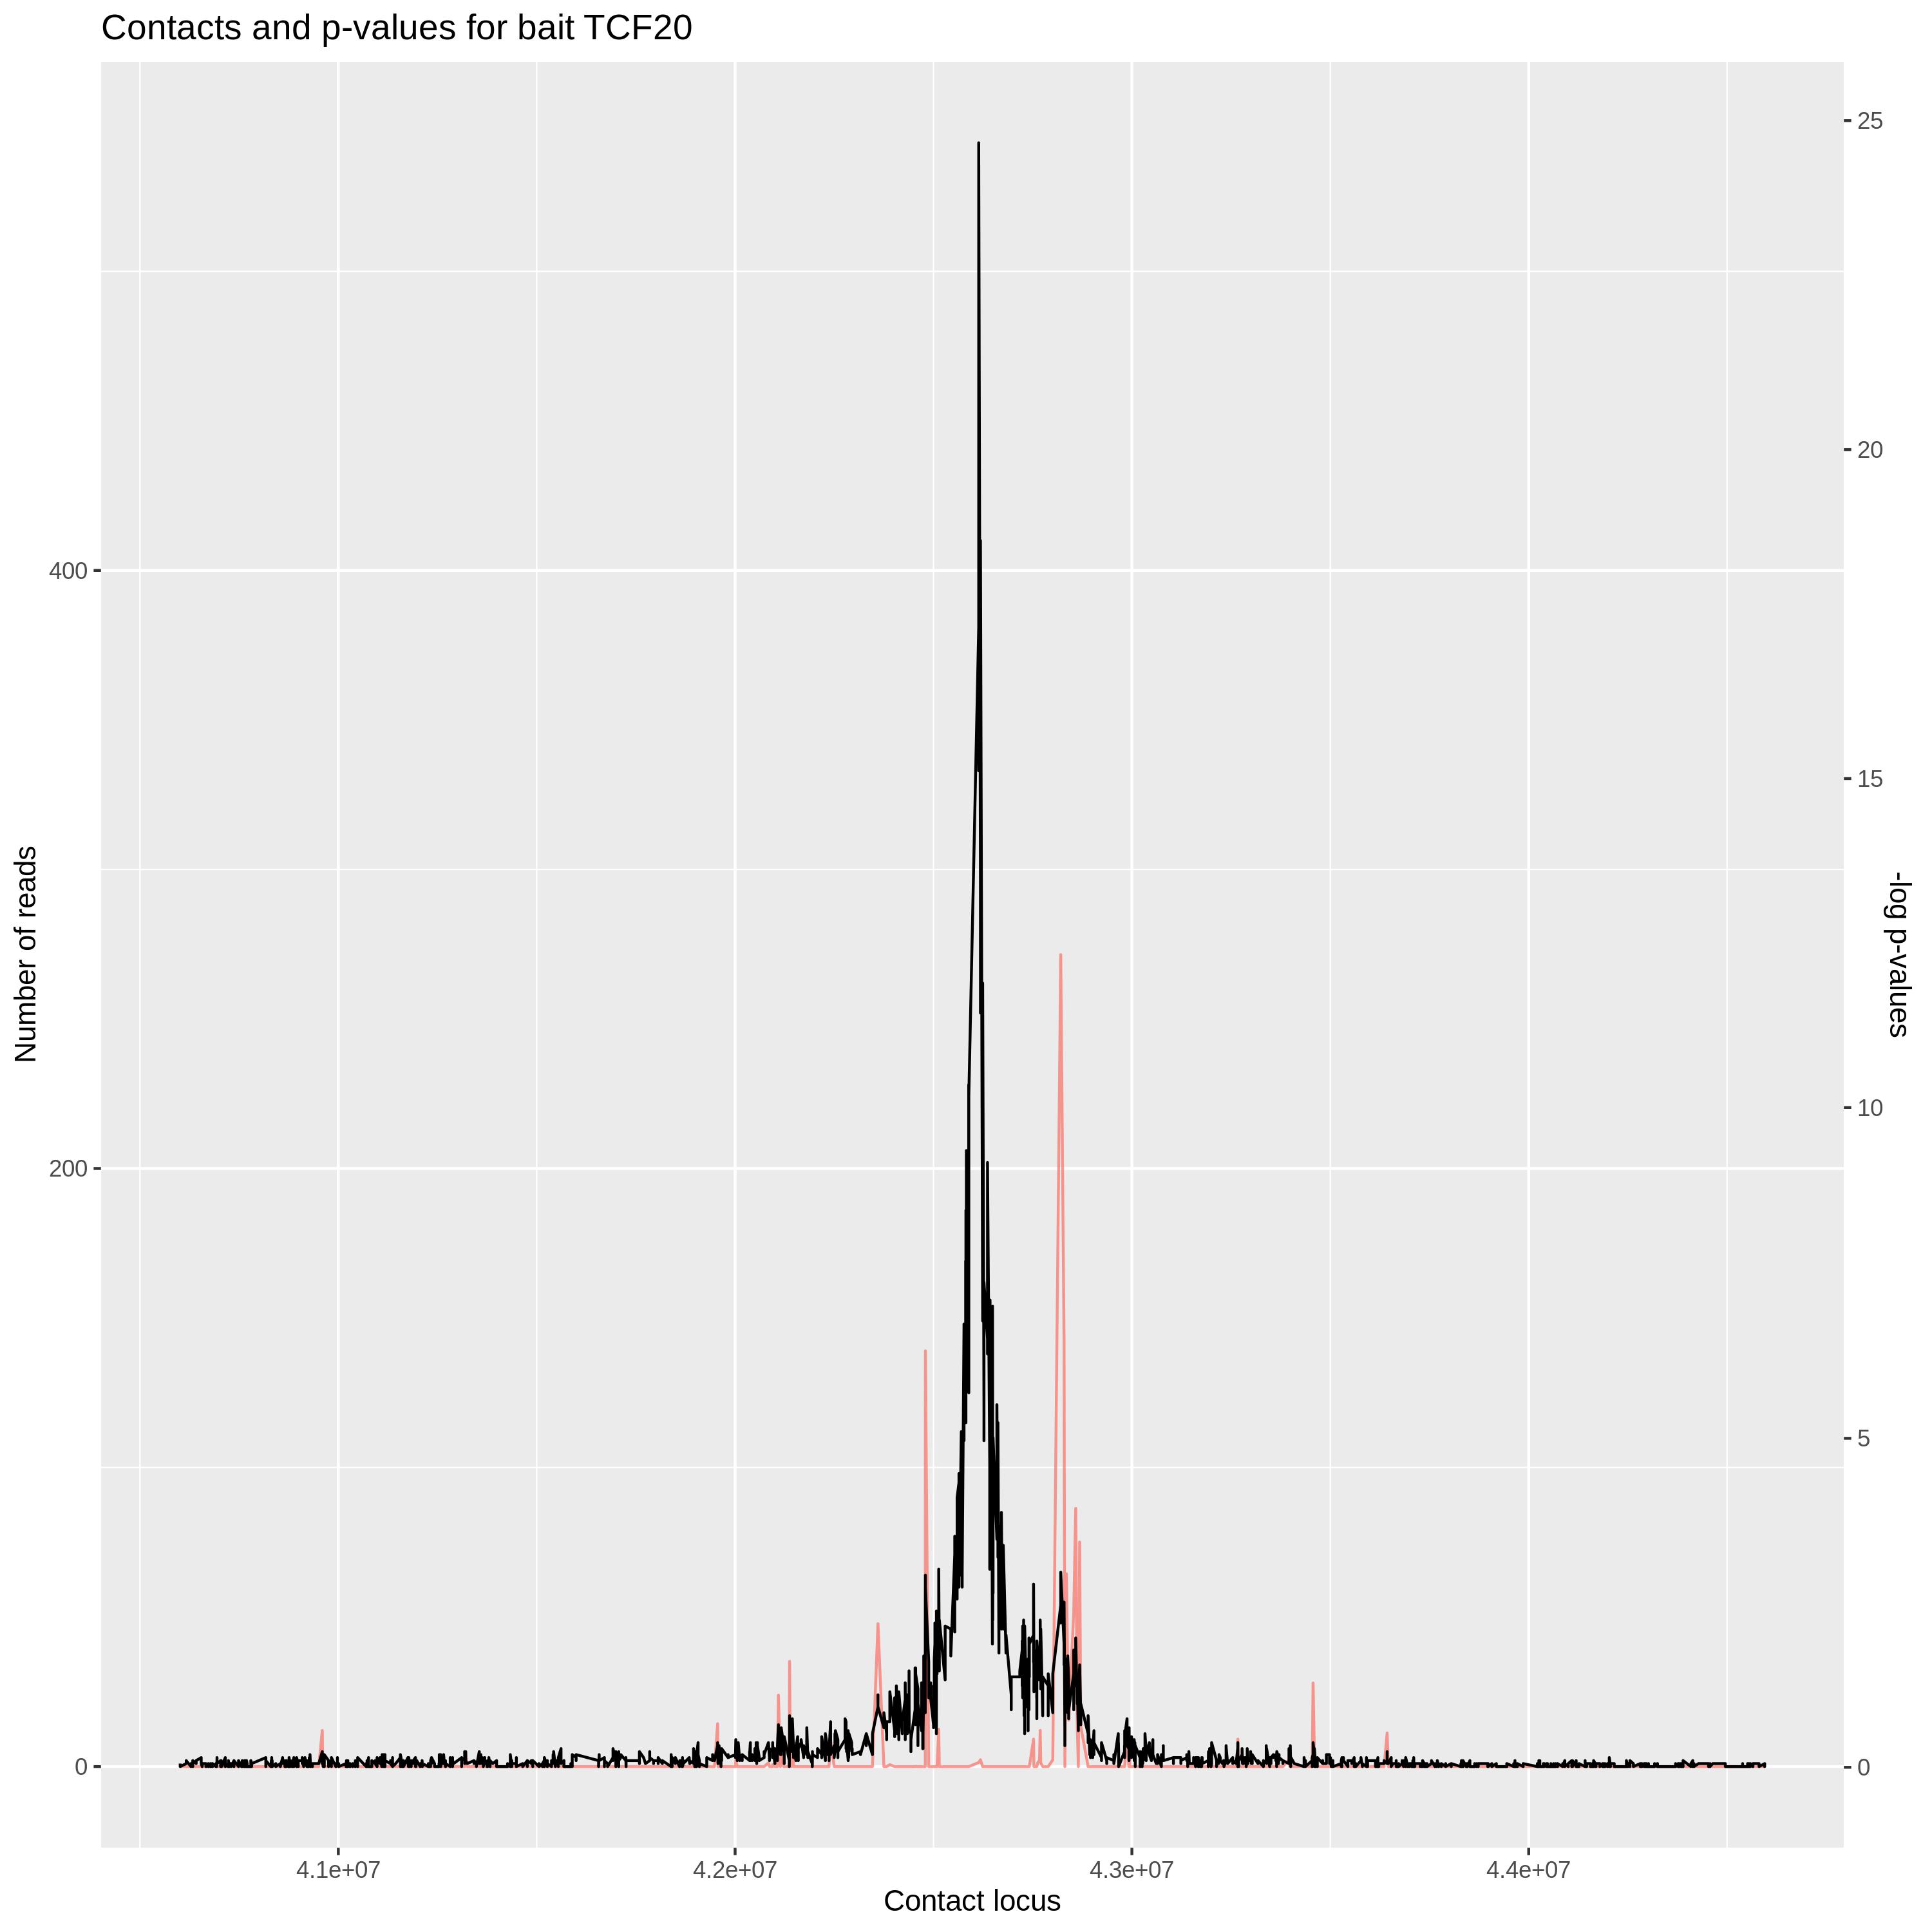 Contacts and p-values for bait TCF20
Number of reads
400
200
0
25
20
15
10
5
0
-log p-values
4.1e+07
4.2e+07
4.3e+07
4.4e+07
Contact locus